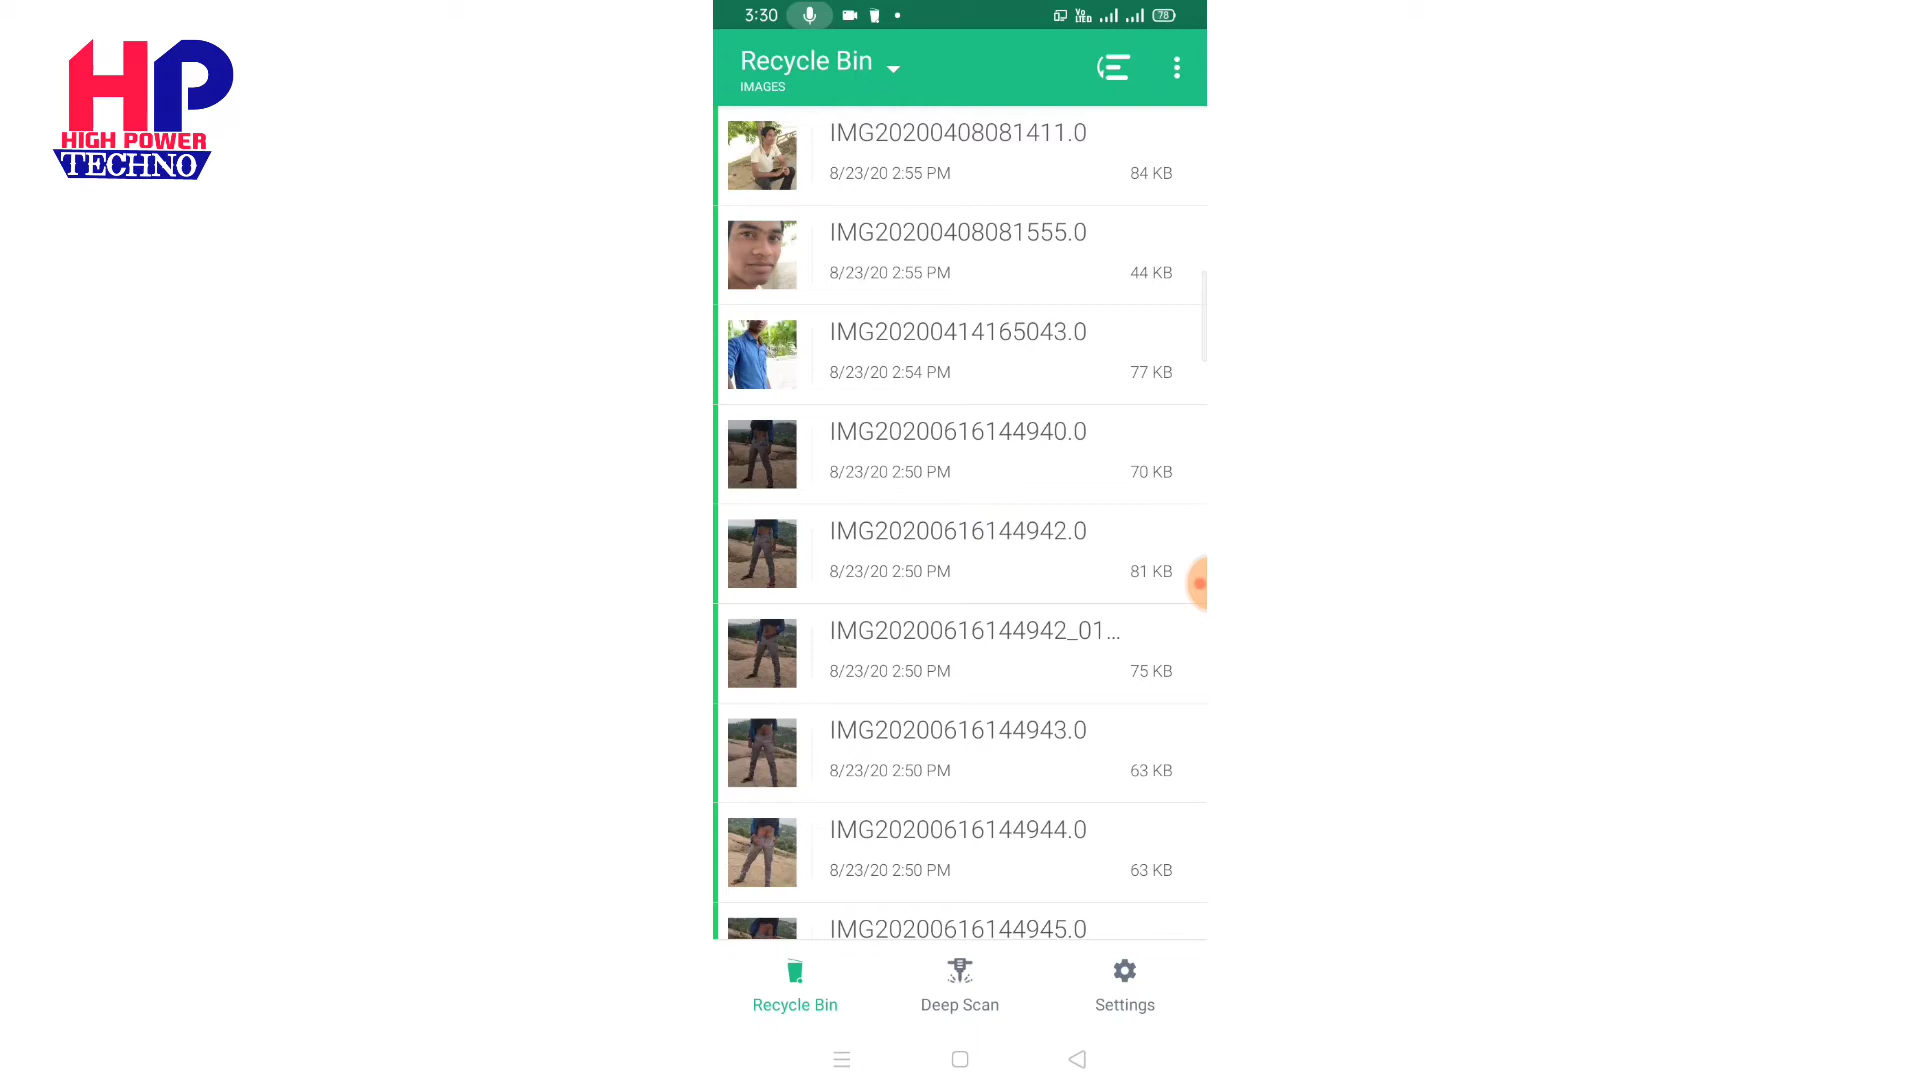 HP
HIGH POWER
TECHNO
3:30
Vo
LTED
78
Recycle Bin
IMAGES
IMG20200408081411.0
8/23/20 2:55 PM 84 KB
IMG20200408081555.0
8/23/20 2:55 PM 44 KB
IMG20200414165043.0
8/23/20 2:54 PM 77 KB
IMG20200616144940.0
8/23/20 2:50 PM 70 KB
IMG20200616144942.0
8/23/20 2:50 PM 81 KB
IMG20200616144942_01...
8/23/20 2:50 PM 75 KB
IMG20200616144943.0
8/23/20 2:50 PM 63 KB
IMG20200616144944.0
8/23/20 2:50 PM 63 KB
IMG20200616144945.0
Recycle Bin Deep Scan Settings